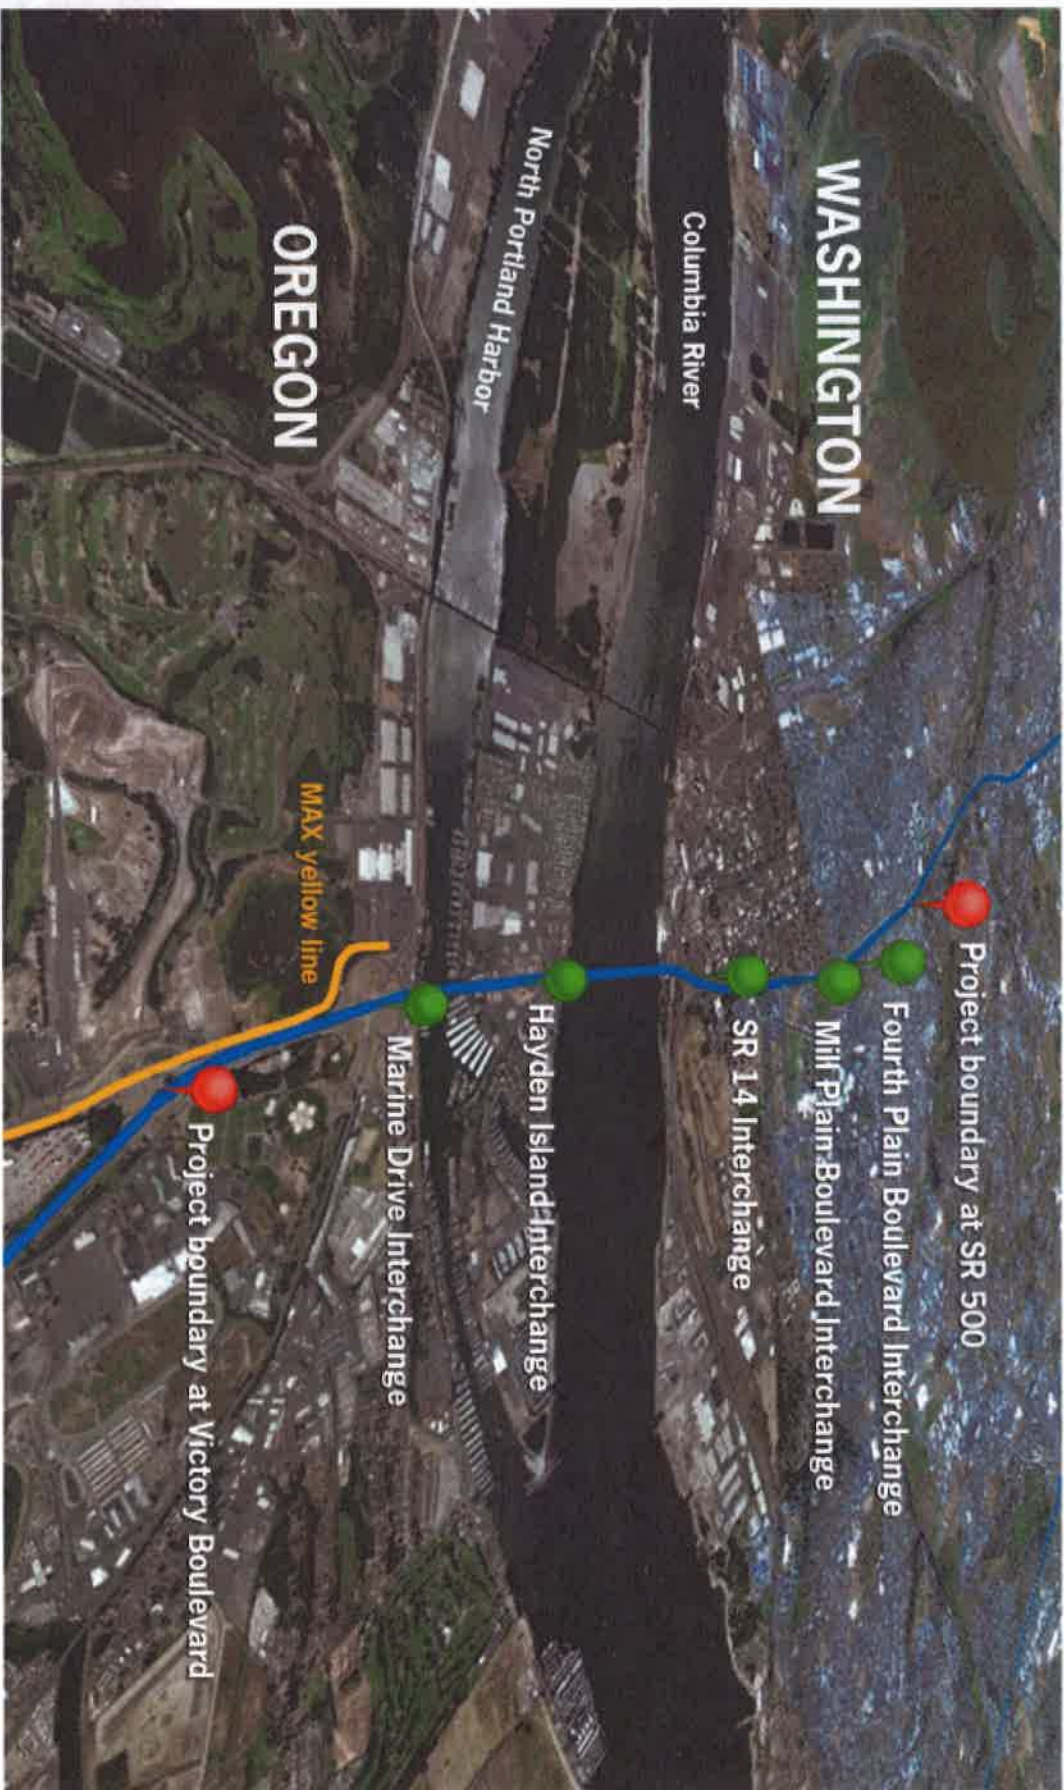 WASHINGTON
Columbia River
North Portland Harbor
OREGON
Project boundary at SR 500
Fourth Plain Boulevard Interchange
Mill Plain Boulevard Interchange
SR 14 Interchange
Hayden Island Interchange
Marine Drive Interchange
MAX yellow line
Project boundary at Victory Boulevard